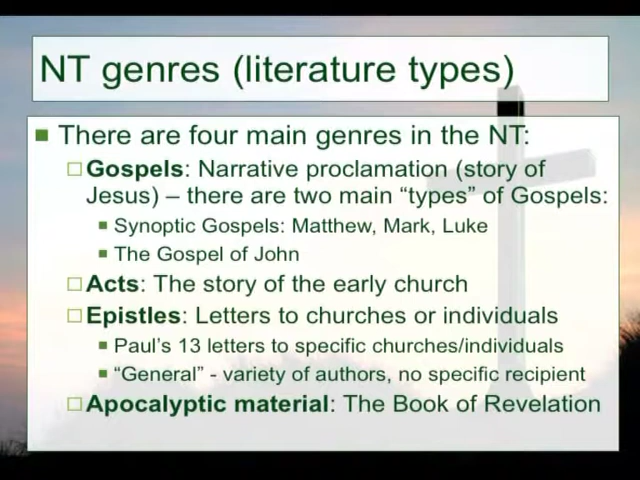 NT genres (literature types)
There are four main genres in the NT:
Gospels: Narrative proclamation (story of
Jesus) – there are two main “types” of Gospels:
Synoptic Gospels: Matthew, Mark, Luke
The Gospel of John
Acts: The story of the early church
Epistles: Letters to churches or individuals
Paul’s 13 letters to specific churches/individuals
“General” - variety of authors, no specific recipient
Apocalyptic material: The Book of Revelation